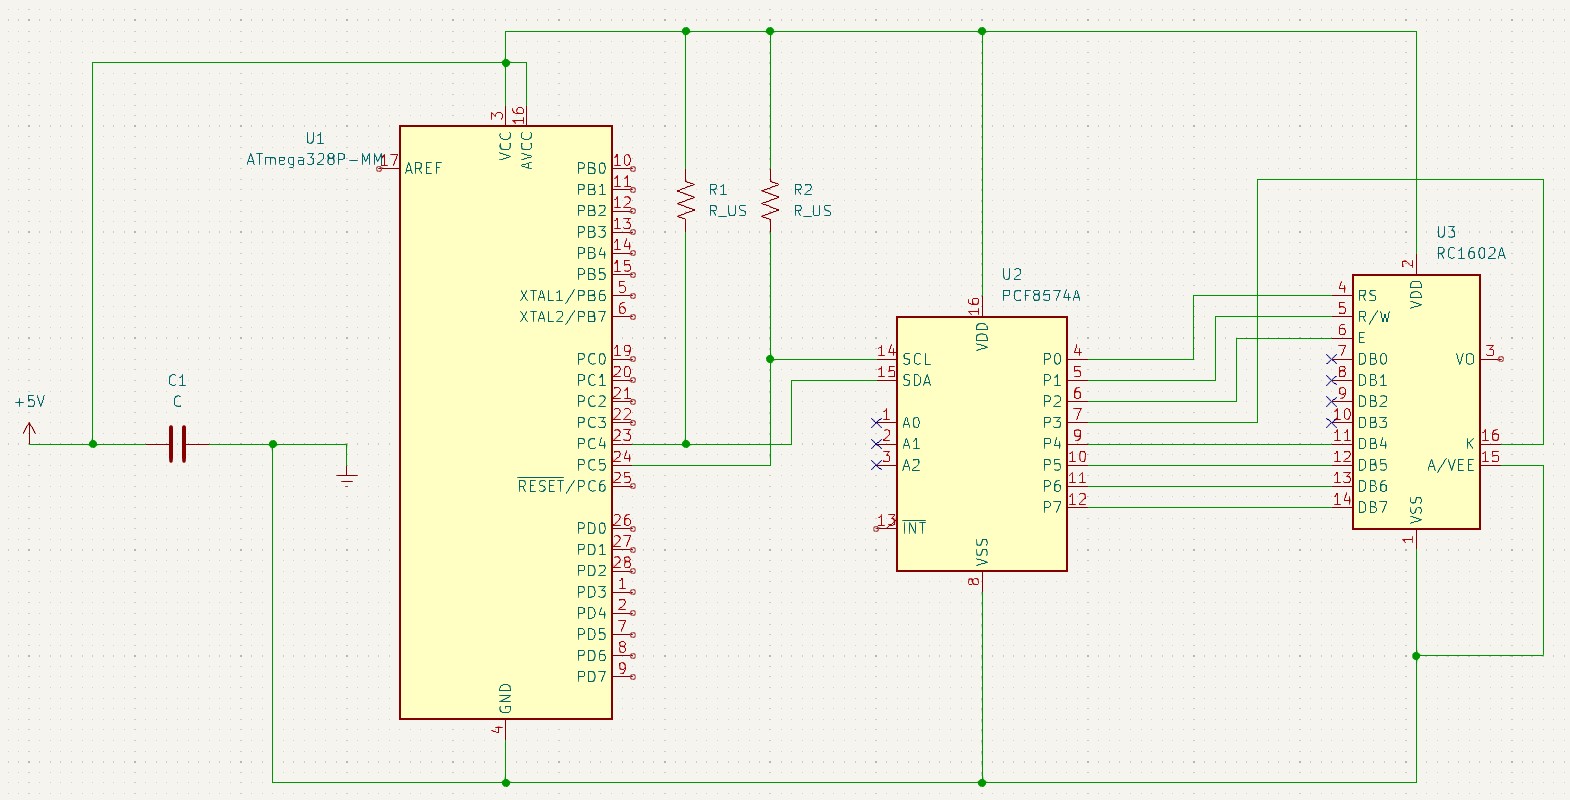 +5V
C1
C
U1
ATmega328P-MM
17
AREF
3
VCC
16
AVCC
PB0 10
PB1 11
PB2 12
PB3 13
PB4 14
PB5 15
XTAL1/PB6 5
XTAL2/PB7 6
PC0 19
PC1 20
PC2 21
PC3 22
PC4 23
PC5 24
RESET/PC6 25
PD0 26
PD1 27
PD2 28
PD3 1
PD4 2
PD5 7
PD6 8
PD7 9
GND
4
R1
R_US
R2
R_US
U2
PCF8574A
16
VDD
14 SCL
15 SDA
1 A0
2 A1
3 A2
13 INT
P0 4
P1 5
P2 6
P3 7
P4 9
P5 10
P6 11
P7 12
VSS
8
U3
RC1602A
2
VDD
4 RS
5 R/W
6 E
7 DB0
8 DB1
9 DB2
10 DB3
11 DB4
12 DB5
13 DB6
14 DB7
VO 3
K 16
A/VEE 15
VSS
1